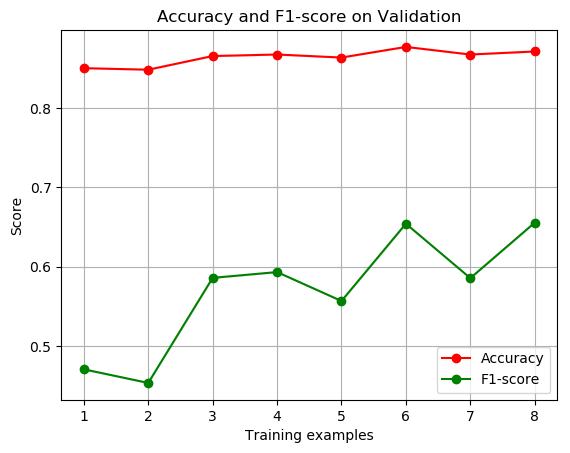 Accuracy and F1-score on Validation
Score
0.8
0.7
0.6
0.5
1 2 3 4 5 6 7 8
Training examples
Accuracy
F1-score